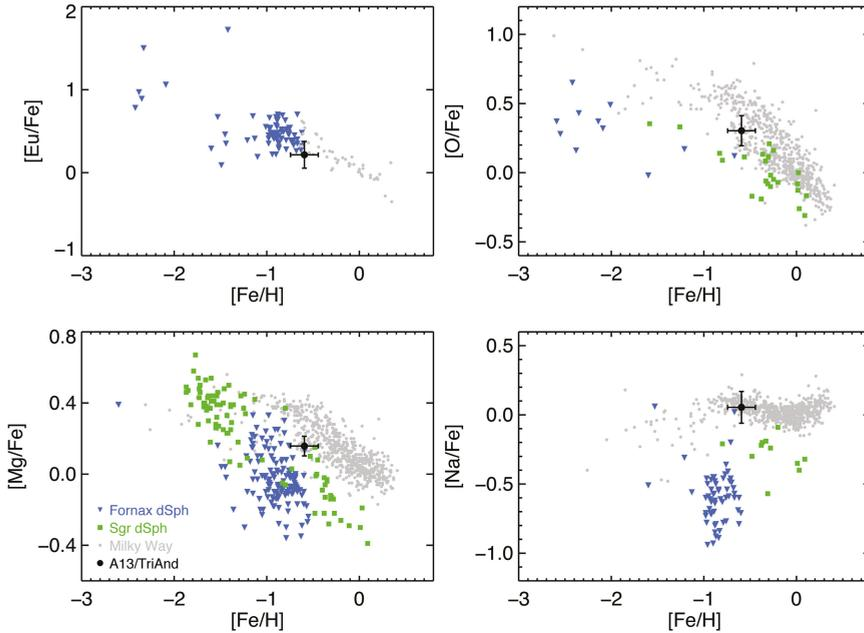 2
1
0
−1
[Eu/Fe]
−3 −2 −1 0
[Fe/H]
1.0
0.5
0.0
−0.5
[O/Fe]
−3 −2 −1 0
[Fe/H]
0.8
0.4
0.0
−0.4
[Mg/Fe]
Fornax dSph
Sgr dSph
Milky Way
A13/TriAnd
−3 −2 −1 0
[Fe/H]
0.5
0.0
−0.5
−1.0
[Na/Fe]
−3 −2 −1 0
[Fe/H]